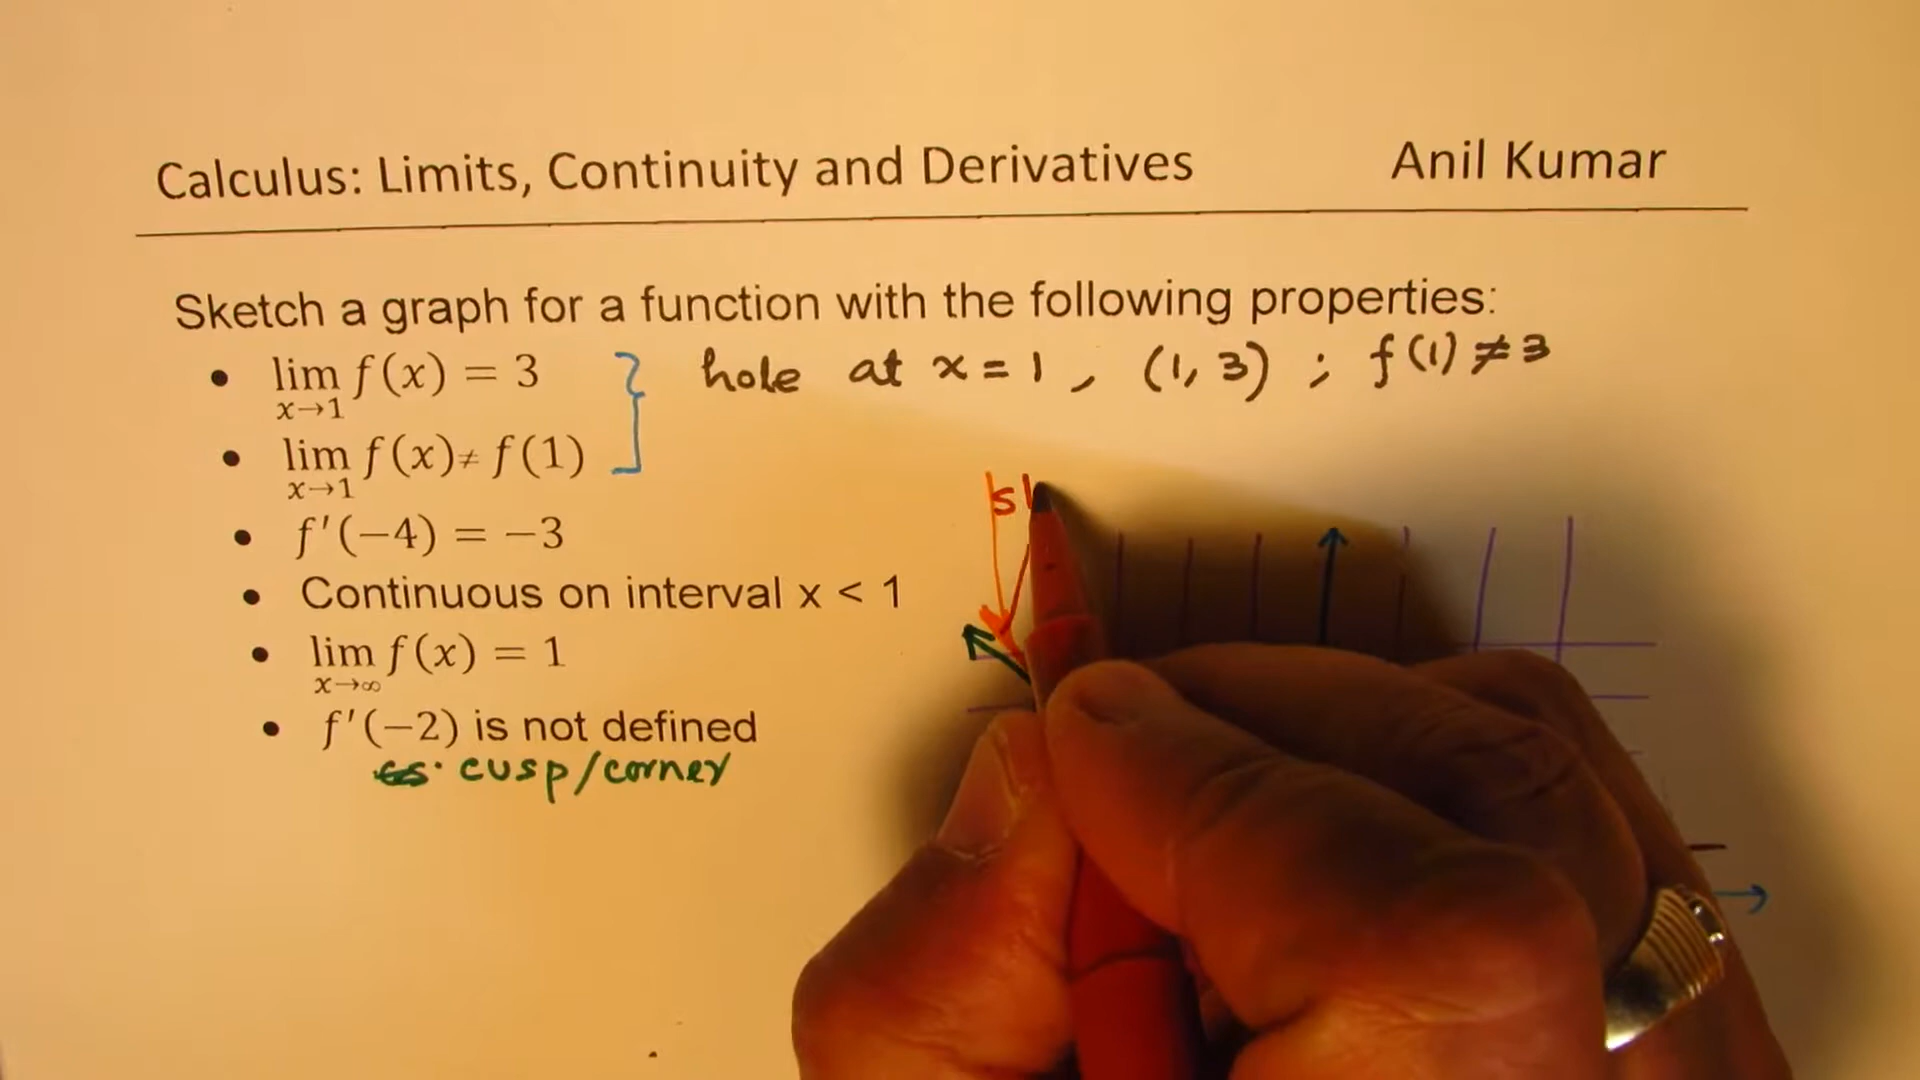 Calculus: Limits, Continuity and Derivatives Anil Kumar
Sketch a graph for a function with the following properties:
• lim x→1 f(x) = 3 hole at x = 1, (1, 3) ; f(1) ≠ 3
• lim x→1 f(x) ≠ f(1)
sl
• f′(−4) = −3
• Continuous on interval x < 1
• lim x→∞ f(x) = 1
• f′(−2) is not defined
cusp/corner